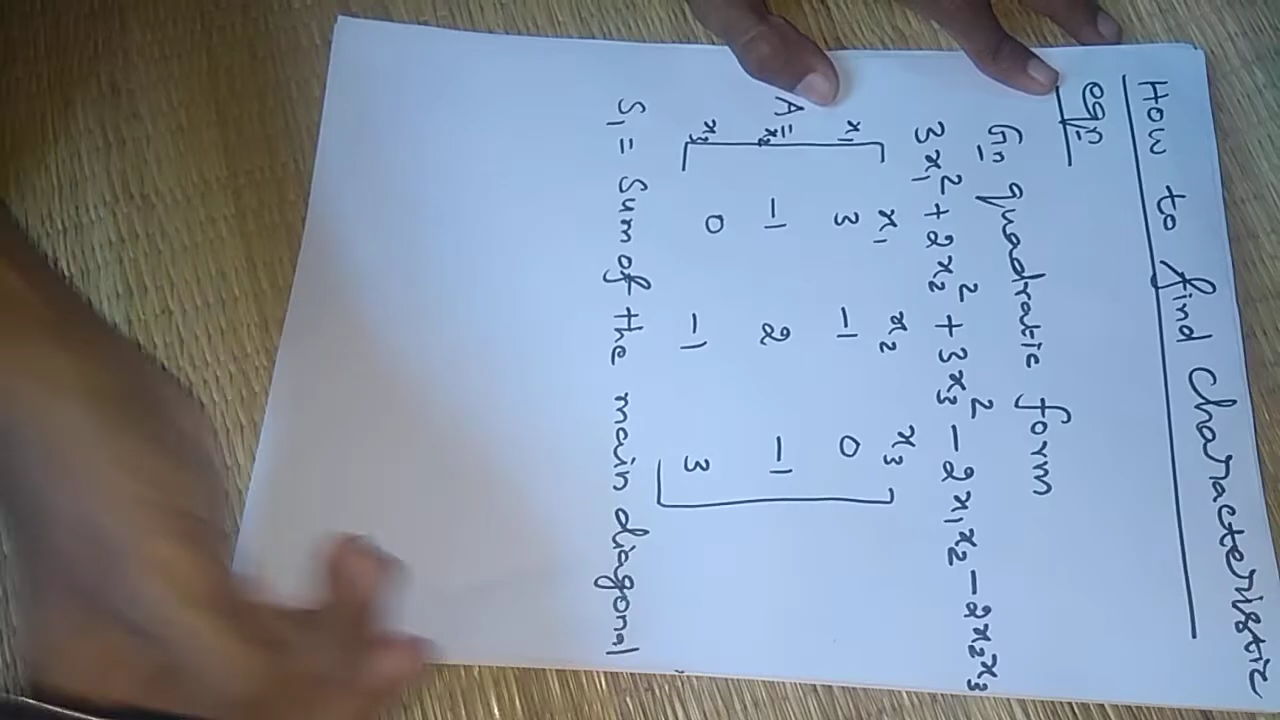 How to find characteristic
eqn
Gn quadratic form
3x₁² + 2x₂² + 3x₃² - 2x₁x₂ - 2x₂x₃
x₁ x₂ x₃
x₁ 3 -1 0
A = x₂ -1 2 -1
x₃ 0 -1 3
S₁ = Sum of the main diagonal